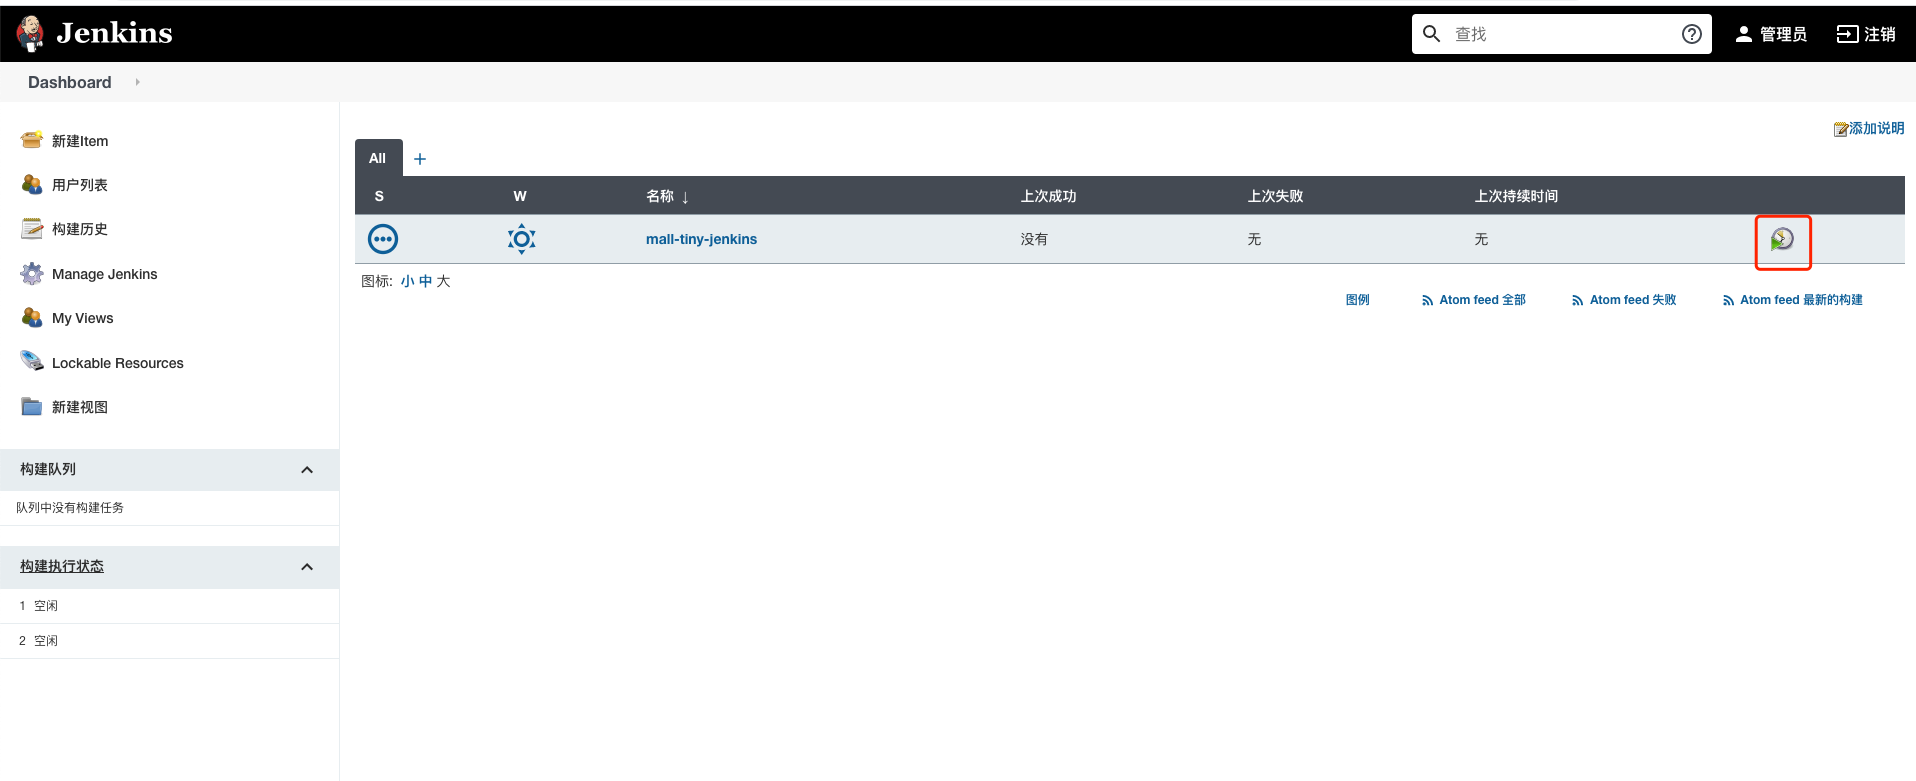 Jenkins
查找
管理员
注销
Dashboard
新建Item
用户列表
构建历史
Manage Jenkins
My Views
Lockable Resources
新建视图
构建队列
队列中没有构建任务
构建执行状态
1 空闲
2 空闲
添加说明
All +
S W 名称 ↓ 上次成功 上次失败 上次持续时间
mall-tiny-jenkins 没有 无 无
图标: 小 中 大
图例 Atom feed 全部 Atom feed 失败 Atom feed 最新的构建